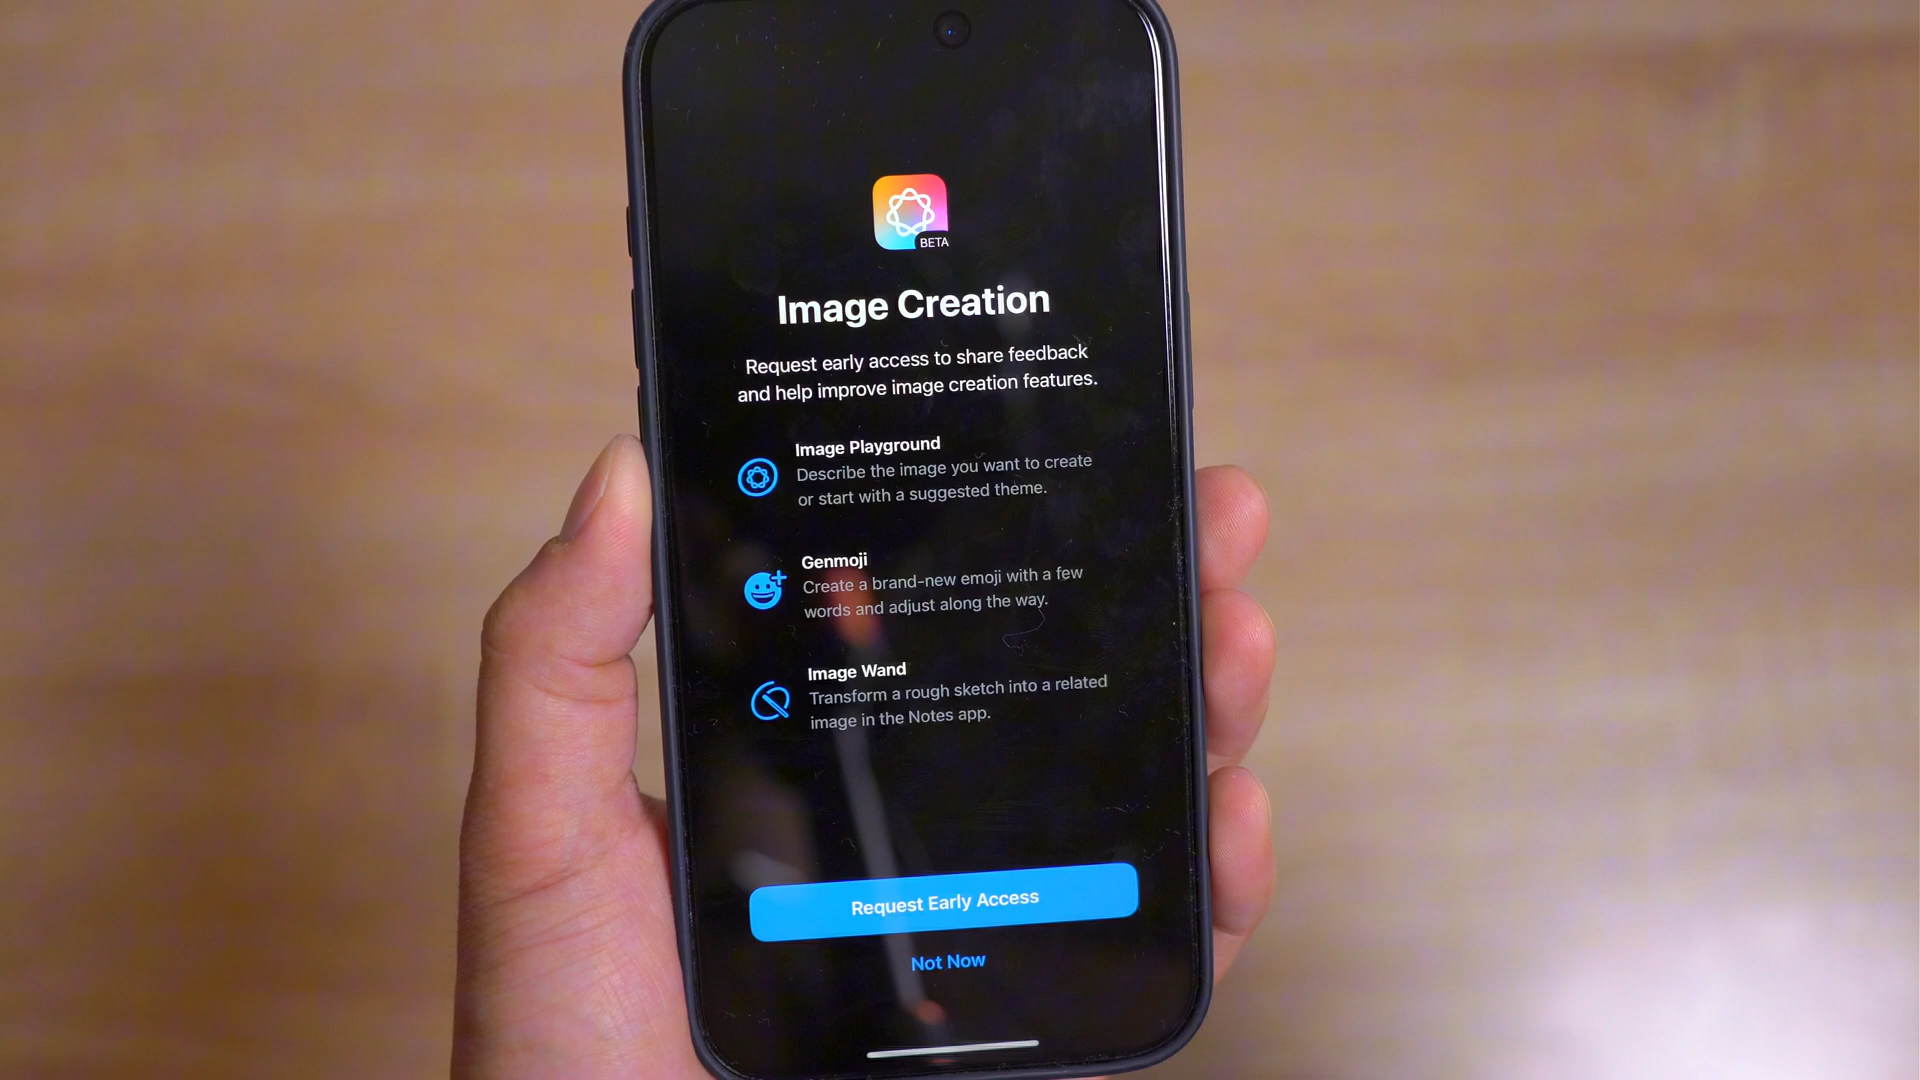 BETA
Image Creation
Request early access to share feedback
and help improve image creation features.
Image Playground
Describe the image you want to create
or start with a suggested theme.
Genmoji
Create a brand-new emoji with a few
words and adjust along the way.
Image Wand
Transform a rough sketch into a related
image in the Notes app.
Request Early Access
Not Now